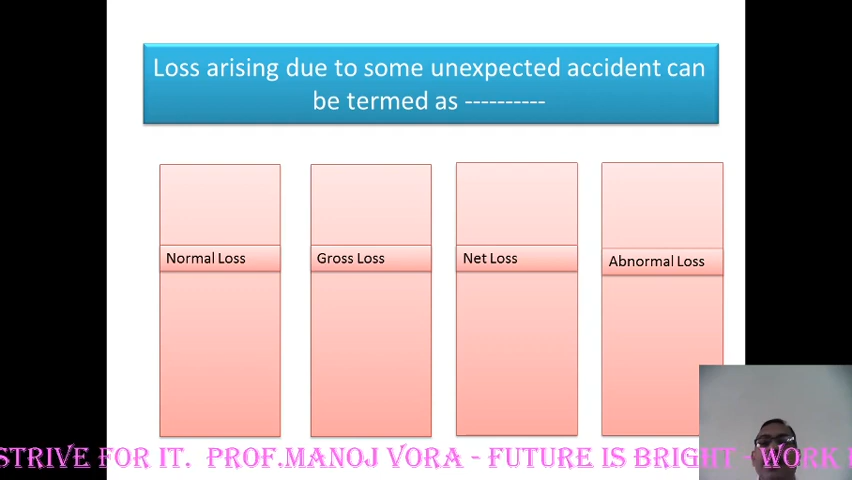 Loss arising due to some unexpected accident can
be termed as ----------
Normal Loss
Gross Loss
Net Loss
Abnormal Loss
STRIVE FOR IT. PROF.MANOJ VORA - FUTURE IS BRIGHT - WORK